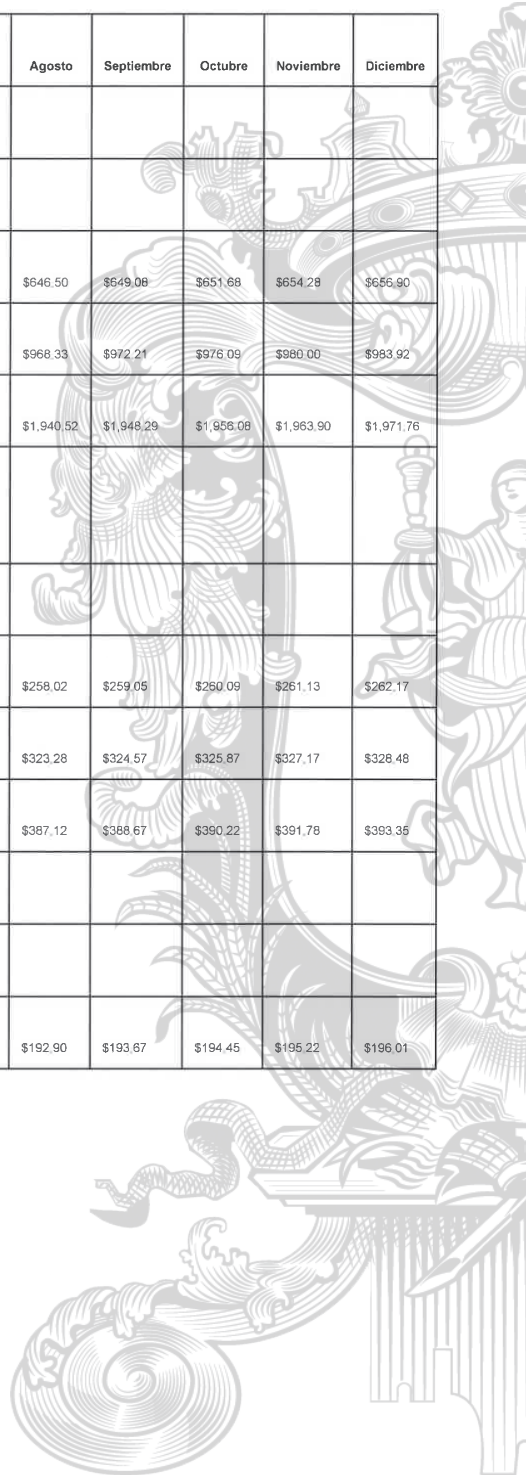 Agosto Septiembre Octubre Noviembre Diciembre
$646.50 $649.08 $651.68 $654.28 $656.90
$968.33 $972.21 $976.09 $980.00 $983.92
$1,940.52 $1,948.29 $1,956.08 $1,963.90 $1,971.76
$258.02 $259.05 $260.09 $261.13 $262.17
$323.28 $324.57 $325.87 $327.17 $328.48
$387.12 $388.67 $390.22 $391.78 $393.35
$192.90 $193.67 $194.45 $195.22 $196.01